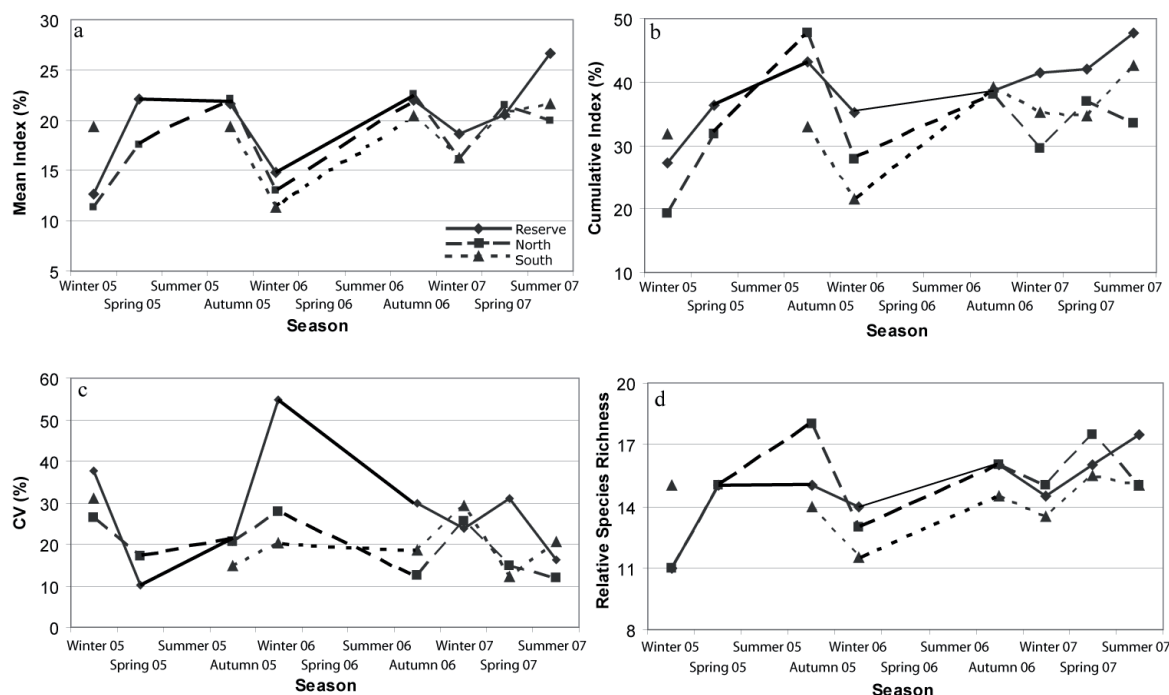 a
30
25
20
15
10
5
Mean Index (%)
Reserve
North
South
Winter 05 Summer 05 Winter 06 Summer 06 Winter 07 Summer 07
Spring 05 Autumn 05 Spring 06 Autumn 06 Spring 07
Season
b
50
40
30
20
10
Cumulative Index (%)
Winter 05 Summer 05 Winter 06 Summer 06 Winter 07 Summer 07
Spring 05 Autumn 05 Spring 06 Autumn 06 Spring 07
Season
c
60
50
40
30
20
10
0
CV (%)
Winter 05 Summer 05 Winter 06 Summer 06 Winter 07 Summer 07
Spring 05 Autumn 05 Spring 06 Autumn 06 Spring 07
Season
d
20
17
14
11
8
Relative Species Richness
Winter 05 Summer 05 Winter 06 Summer 06 Winter 07 Summer 07
Spring 05 Autumn 05 Spring 06 Autumn 06 Spring 07
Season